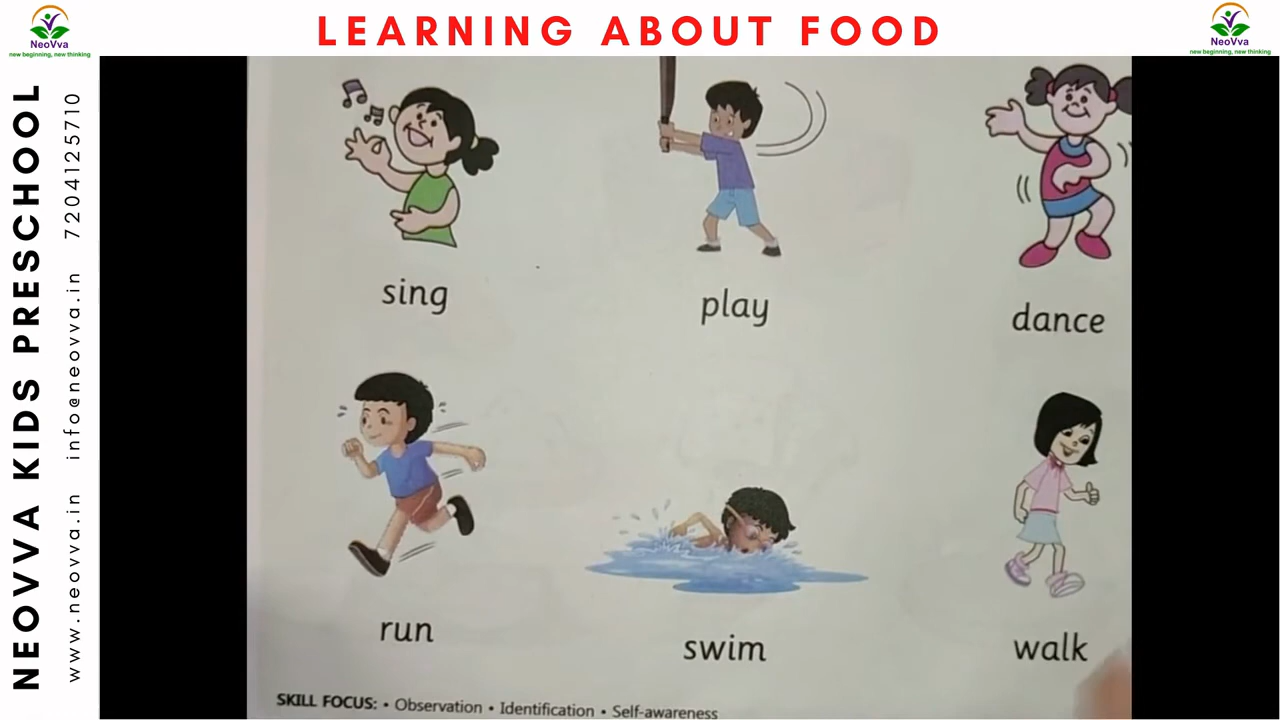 LEARNING ABOUT FOOD
NeoVva
new beginning, new thinking
NeoVva
new beginning, new thinking
NEOVVA KIDS PRESCHOOL
www.neovva.in info@neovva.in 7204125710
sing
play
dance
run
swim
walk
SKILL FOCUS: • Observation • Identification • Self-awareness